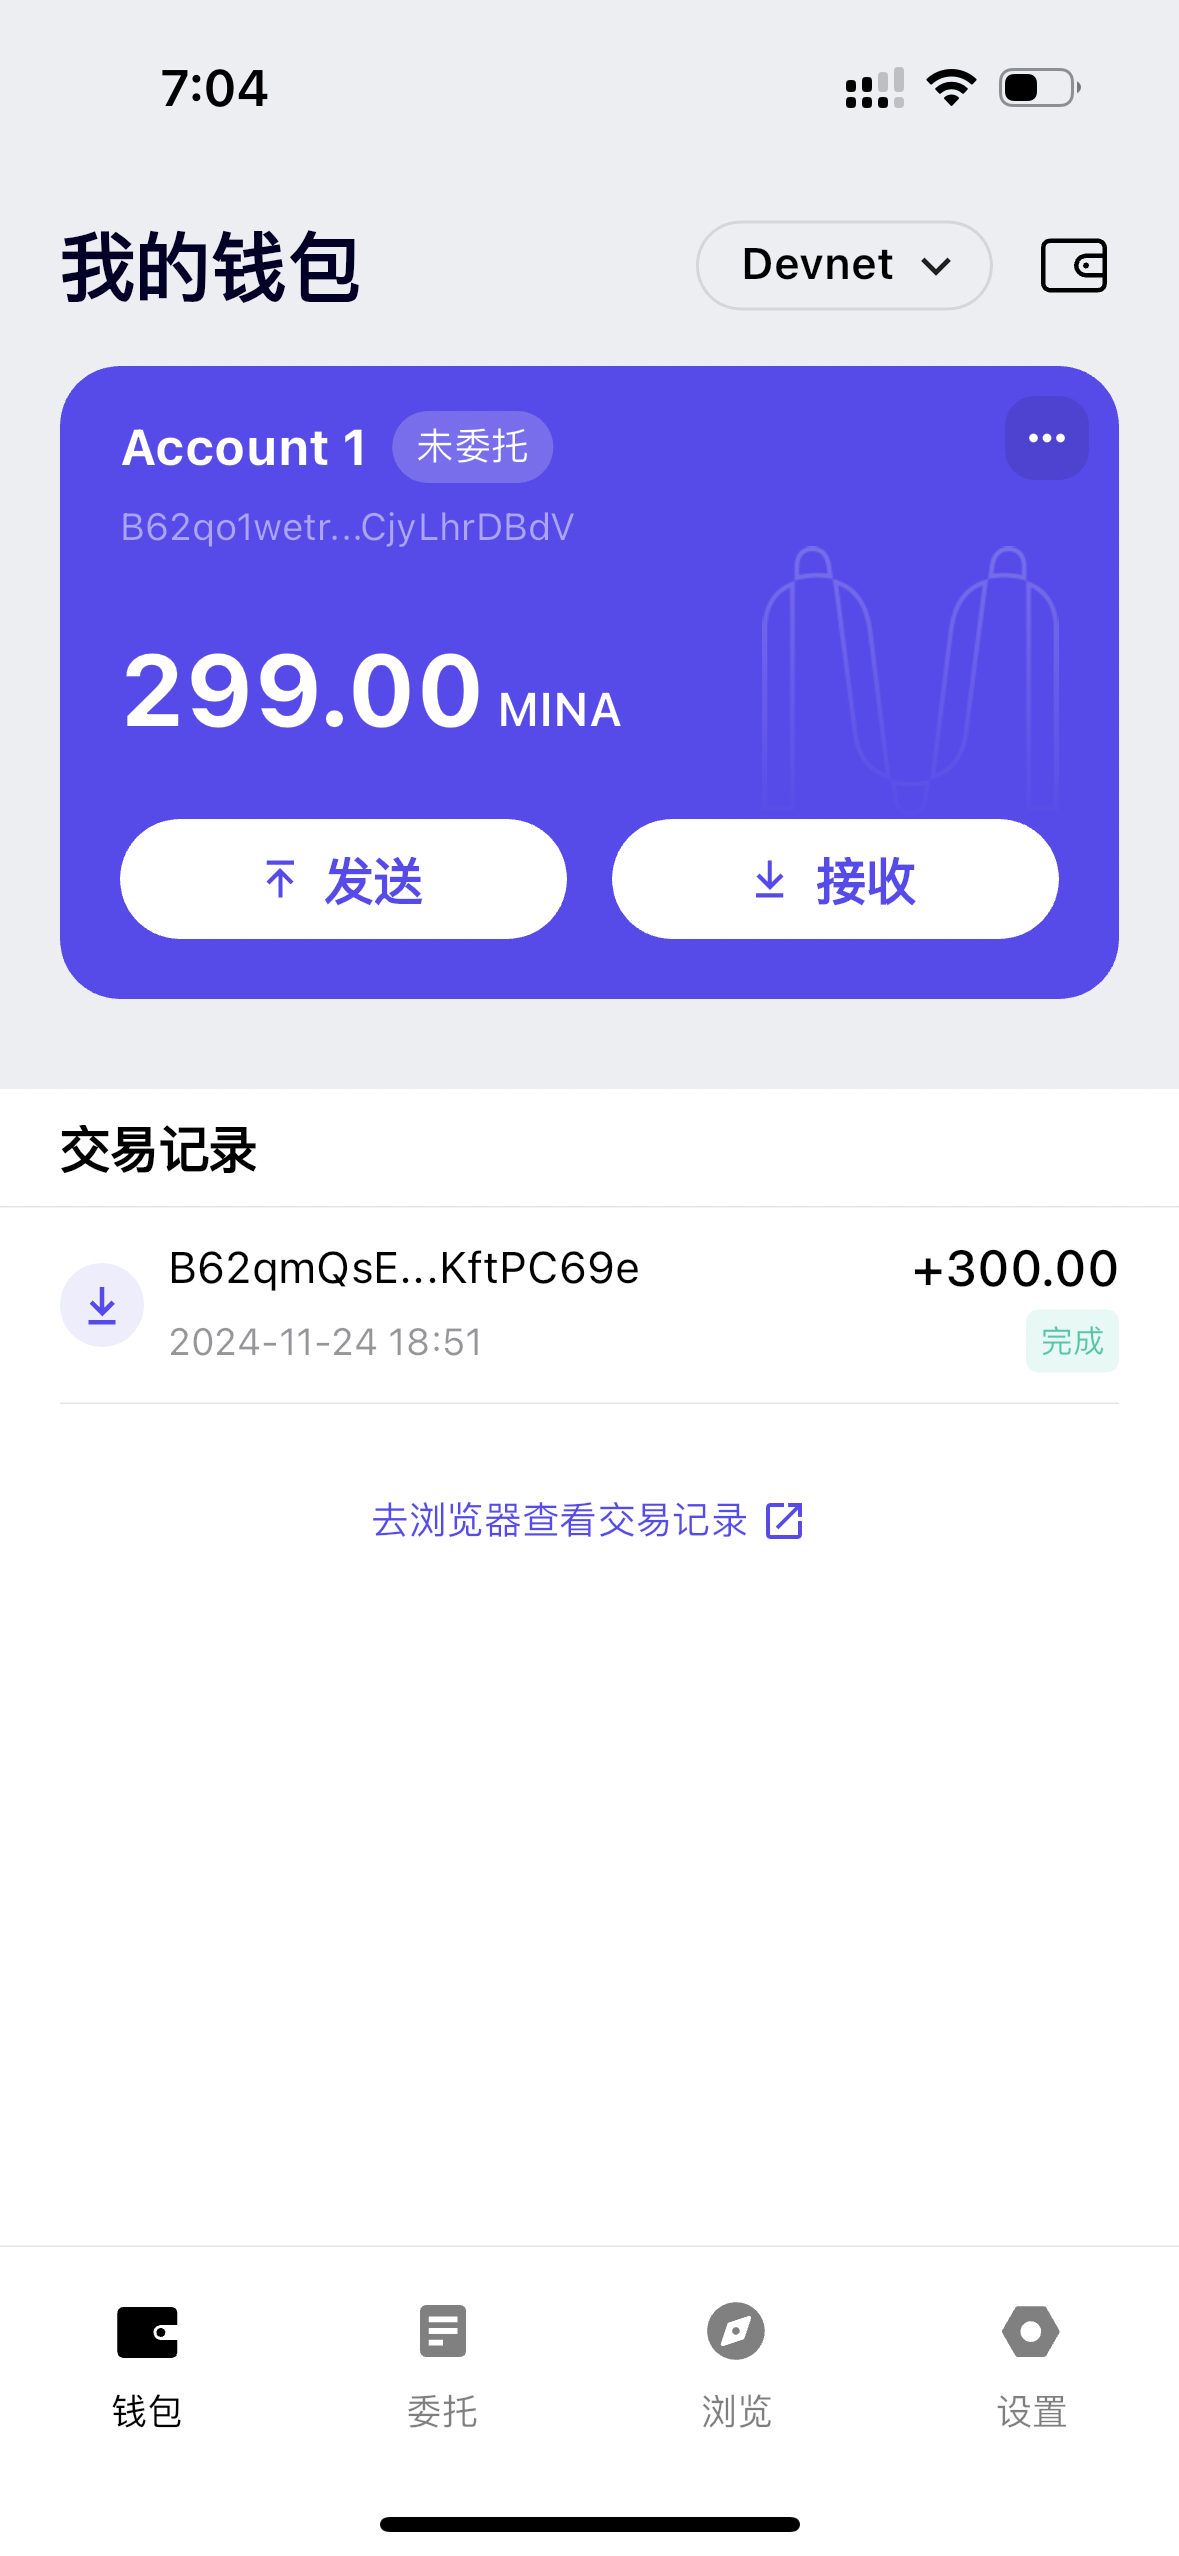 7:04
我的钱包
Devnet
Account 1 未委托
B62qo1wetr...CjyLhrDBdV
299.00 MINA
发送
接收
交易记录
B62qmQsE...KftPC69e +300.00
2024-11-24 18:51 完成
去浏览器查看交易记录
钱包 委托 浏览 设置